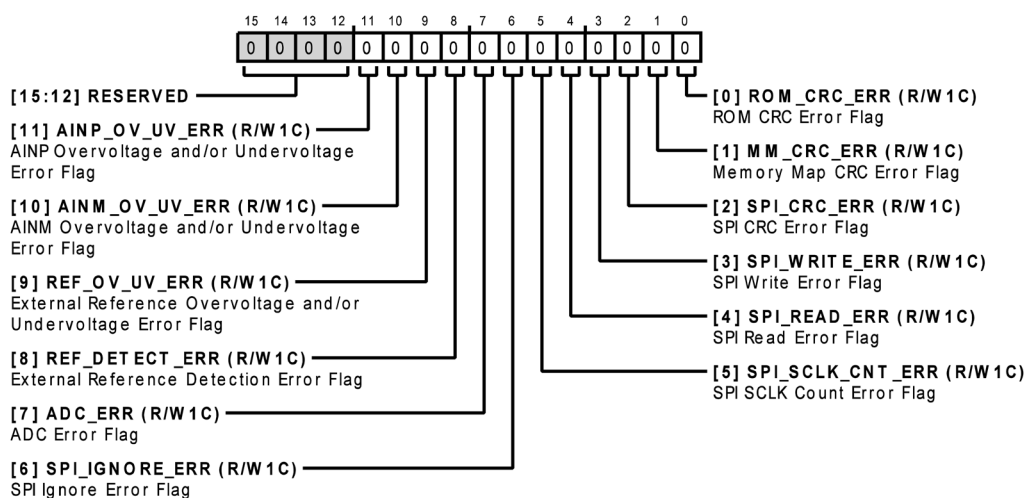 15 14 13 12 11 10 9 8 7 6 5 4 3 2 1 0
0 0 0 0 0 0 0 0 0 0 0 0 0 0 0 0
[15:12] RESERVED
[11] AINP_OV_UV_ERR (R/W1C)
AINP Overvoltage and/or Undervoltage
Error Flag
[10] AINM_OV_UV_ERR (R/W1C)
AINM Overvoltage and/or Undervoltage
Error Flag
[9] REF_OV_UV_ERR (R/W1C)
External Reference Overvoltage and/or
Undervoltage Error Flag
[8] REF_DETECT_ERR (R/W1C)
External Reference Detection Error Flag
[7] ADC_ERR (R/W1C)
ADC Error Flag
[6] SPI_IGNORE_ERR (R/W1C)
SPI Ignore Error Flag
[0] ROM_CRC_ERR (R/W1C)
ROM CRC Error Flag
[1] MM_CRC_ERR (R/W1C)
Memory Map CRC Error Flag
[2] SPI_CRC_ERR (R/W1C)
SPI CRC Error Flag
[3] SPI_WRITE_ERR (R/W1C)
SPI Write Error Flag
[4] SPI_READ_ERR (R/W1C)
SPI Read Error Flag
[5] SPI_SCLK_CNT_ERR (R/W1C)
SPI SCLK Count Error Flag